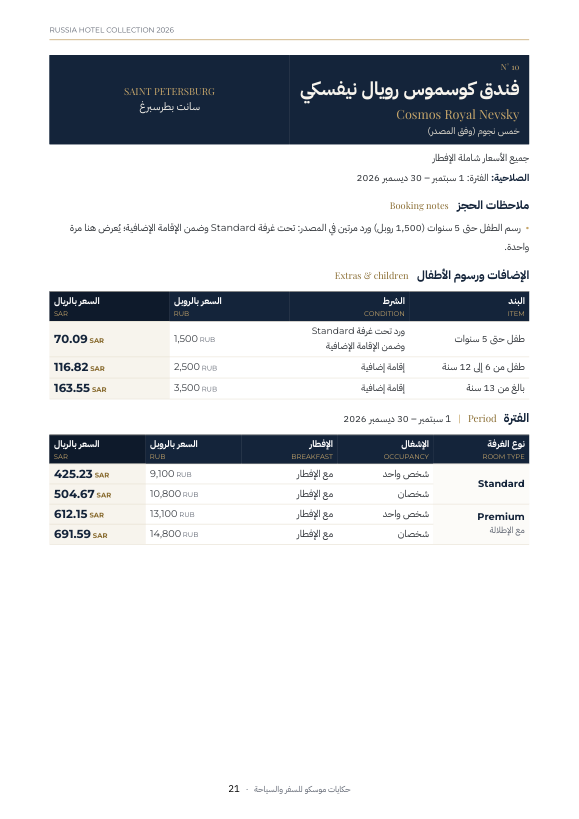 RUSSIA HOTEL COLLECTION 2026
N° 10
فندق كوسموس رويال نيفسكي
Cosmos Royal Nevsky
خمس نجوم (وفق المصدر)
SAINT PETERSBURG
سانت بطرسبرغ
جميع الأسعار شاملة الإفطار
الصلاحية: الفترة: 1 سبتمبر – 30 ديسمبر 2026
ملاحظات الحجز Booking notes
- رسم الطفل حتى 5 سنوات (1,500 روبل) ورد مرتين في المصدر: تحت غرفة Standard وضمن الإقامة الإضافية؛ يُعرض هنا مرة
واحدة.
الإضافات ورسوم الأطفال Extras & children
البند الشرط السعر بالروبل السعر بالريال
ITEM CONDITION RUB SAR
طفل حتى 5 سنوات ورد تحت غرفة Standard وضمن الإقامة الإضافية 1,500 RUB 70.09 SAR
طفل من 6 إلى 12 سنة إقامة إضافية 2,500 RUB 116.82 SAR
بالغ من 13 سنة إقامة إضافية 3,500 RUB 163.55 SAR
الفترة Period | 1 سبتمبر – 30 ديسمبر 2026
نوع الغرفة الإشغال الإفطار السعر بالروبل السعر بالريال
ROOM TYPE OCCUPANCY BREAKFAST RUB SAR
Standard شخص واحد مع الإفطار 9,100 RUB 425.23 SAR
شخصان مع الإفطار 10,800 RUB 504.67 SAR
Premium شخص واحد مع الإفطار 13,100 RUB 612.15 SAR
مع الإطلالة شخصان مع الإفطار 14,800 RUB 691.59 SAR
حكايات موسكو للسفر والسياحة · 21